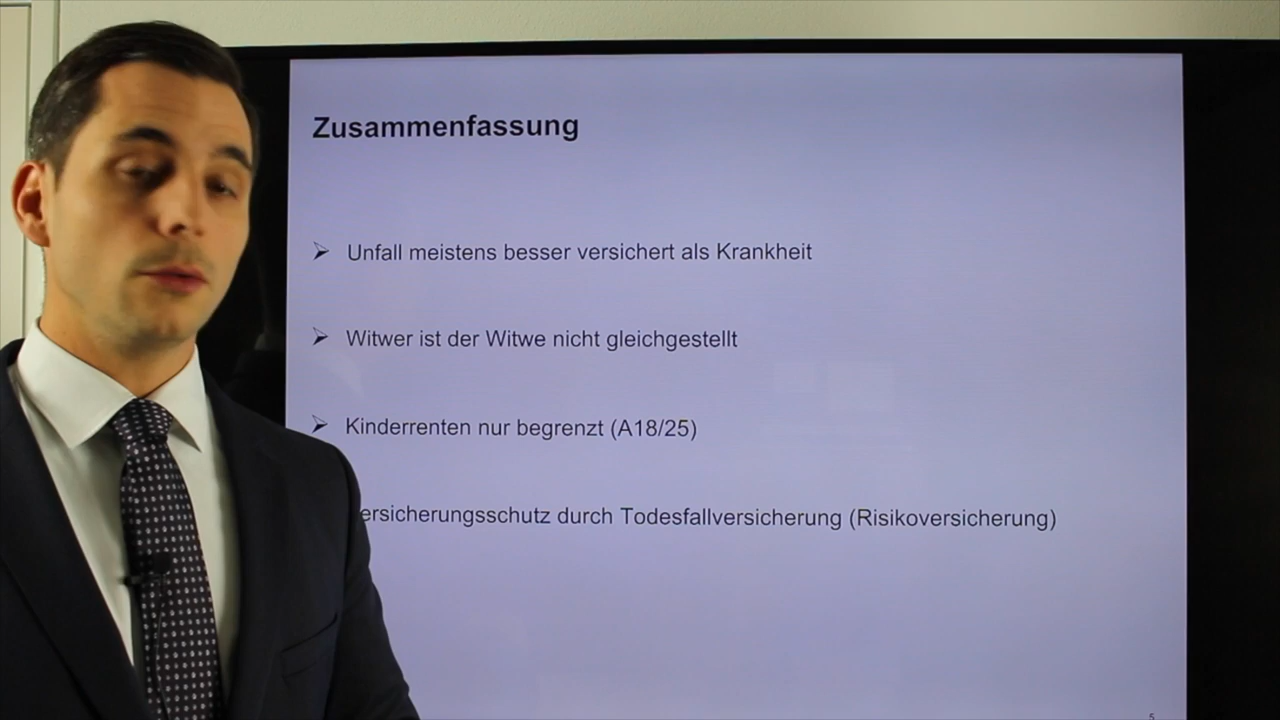 Zusammenfassung
Unfall meistens besser versichert als Krankheit
Witwer ist der Witwe nicht gleichgestellt
Kinderrenten nur begrenzt (A18/25)
ersicherungsschutz durch Todesfallversicherung (Risikoversicherung)
5